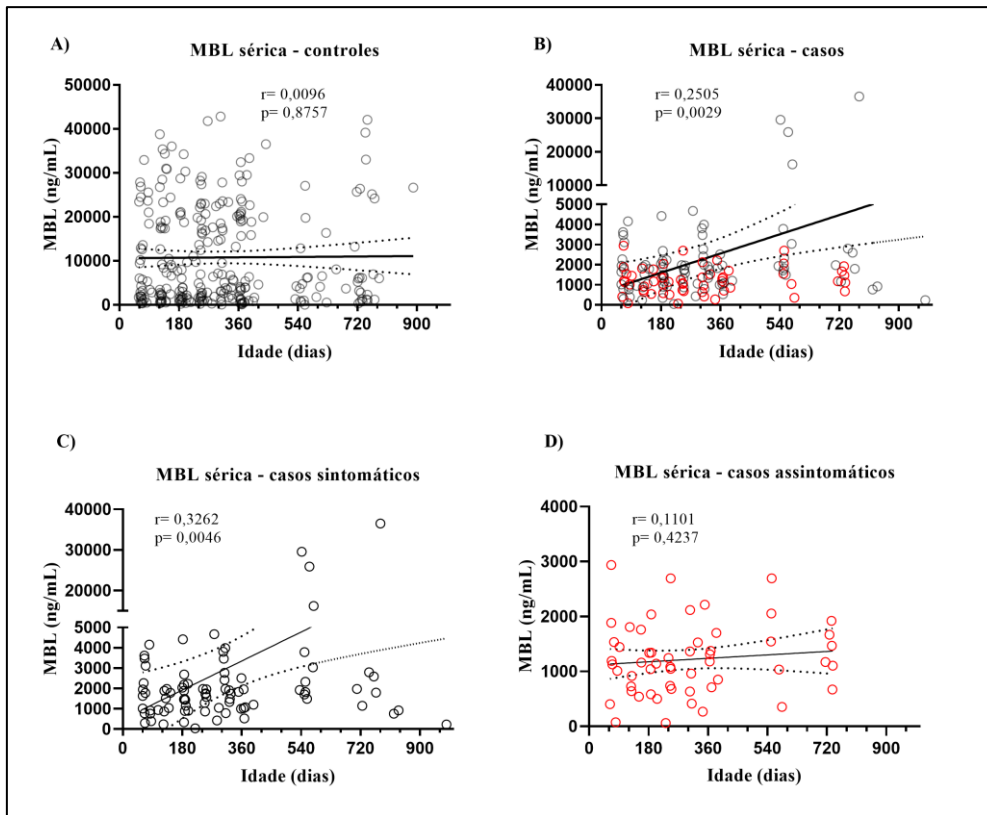 A)
MBL sérica - controles
r= 0,0096
p= 0,8757
50000
40000
30000
20000
10000
0
MBL (ng/mL)
0 180 360 540 720 900
Idade (dias)
B)
MBL sérica - casos
r= 0,2505
p= 0,0029
40000
30000
20000
10000
5000
4000
3000
2000
1000
0
MBL (ng/mL)
0 180 360 540 720 900
Idade (dias)
C)
MBL sérica - casos sintomáticos
r= 0,3262
p= 0,0046
40000
30000
20000
10000
5000
4000
3000
2000
1000
0
MBL (ng/mL)
0 180 360 540 720 900
Idade (dias)
D)
MBL sérica - casos assintomáticos
r= 0,1101
p= 0,4237
4000
3000
2000
1000
0
MBL (ng/mL)
0 180 360 540 720 900
Idade (dias)